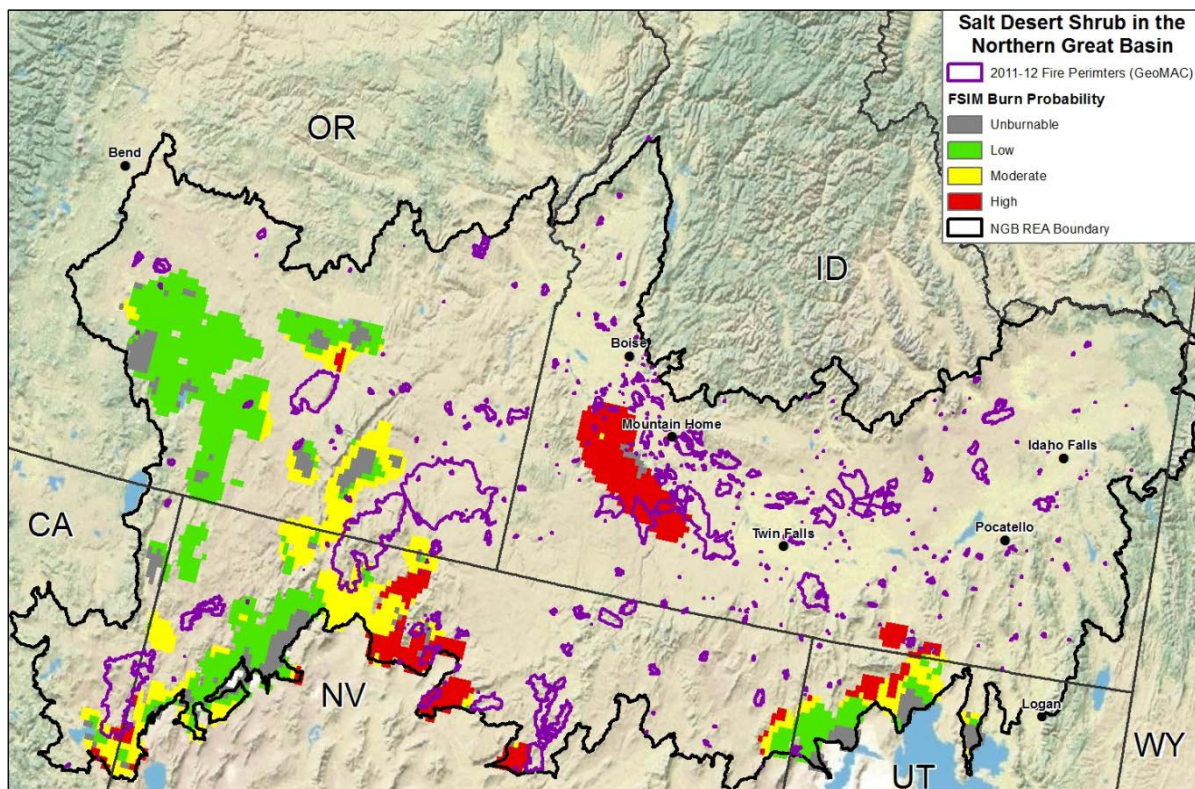 Salt Desert Shrub in the
Northern Great Basin
2011-12 Fire Perimters (GeoMAC)
FSIM Burn Probability
Unburnable
Low
Moderate
High
NGB REA Boundary
OR
Bend
ID
Boise
Mountain Home
Idaho Falls
CA
Twin Falls
Pocatello
NV
Logan
WY
UT